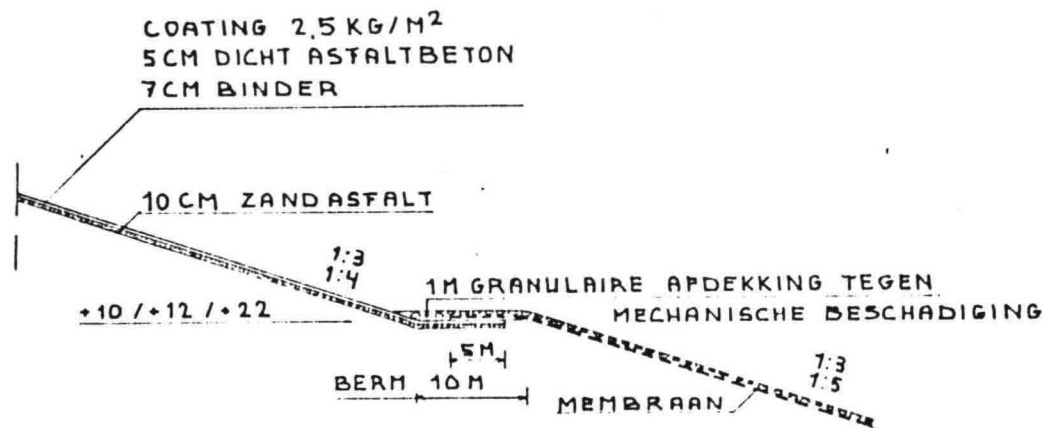 COATING 2,5 KG/M²
5CM DICHT ASFALTBETON
7CM BINDER
10 CM ZANDASFALT
1:3
1:4
1M GRANULAIRE AFDEKKING TEGEN
MECHANISCHE BESCHADIGING
+10 / +12 / +22
5 M
1:3
1:5
BERM 10 M
MEMBRAAN